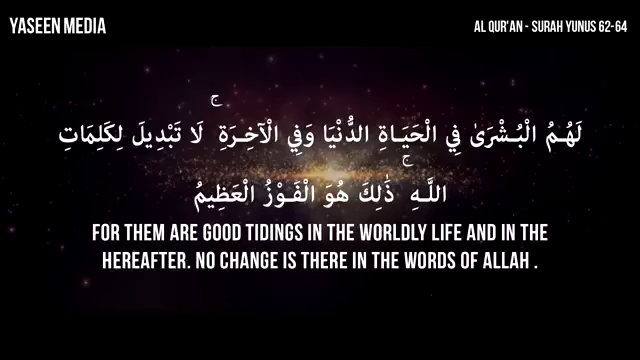 YASEEN MEDIA
AL QUR'AN - SURAH YUNUS 62-64
لَهُمُ الْبُشْرَىٰ فِي الْحَيَاةِ الدُّنْيَا وَفِي الْآخِرَةِ ۚ لَا تَبْدِيلَ لِكَلِمَاتِ
اللَّهِ ۚ ذَٰلِكَ هُوَ الْفَوْزُ الْعَظِيمُ
FOR THEM ARE GOOD TIDINGS IN THE WORLDLY LIFE AND IN THE
HEREAFTER. NO CHANGE IS THERE IN THE WORDS OF ALLAH .